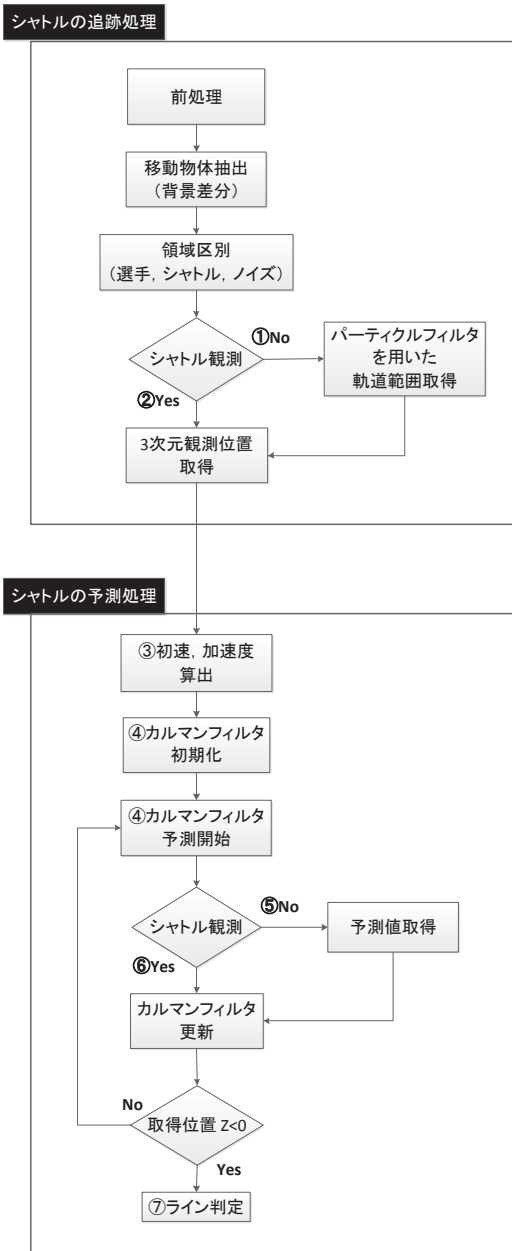 シャトルの追跡処理
前処理
移動物体抽出
(背景差分)
領域区別
(選手, シャトル, ノイズ)
シャトル観測
①No
パーティクルフィルタ
を用いた
軌道範囲取得
②Yes
3次元観測位置
取得
シャトルの予測処理
③初速, 加速度
算出
④カルマンフィルタ
初期化
④カルマンフィルタ
予測開始
シャトル観測
⑤No
予測値取得
⑥Yes
カルマンフィルタ
更新
No
取得位置 Z<0
Yes
⑦ライン判定